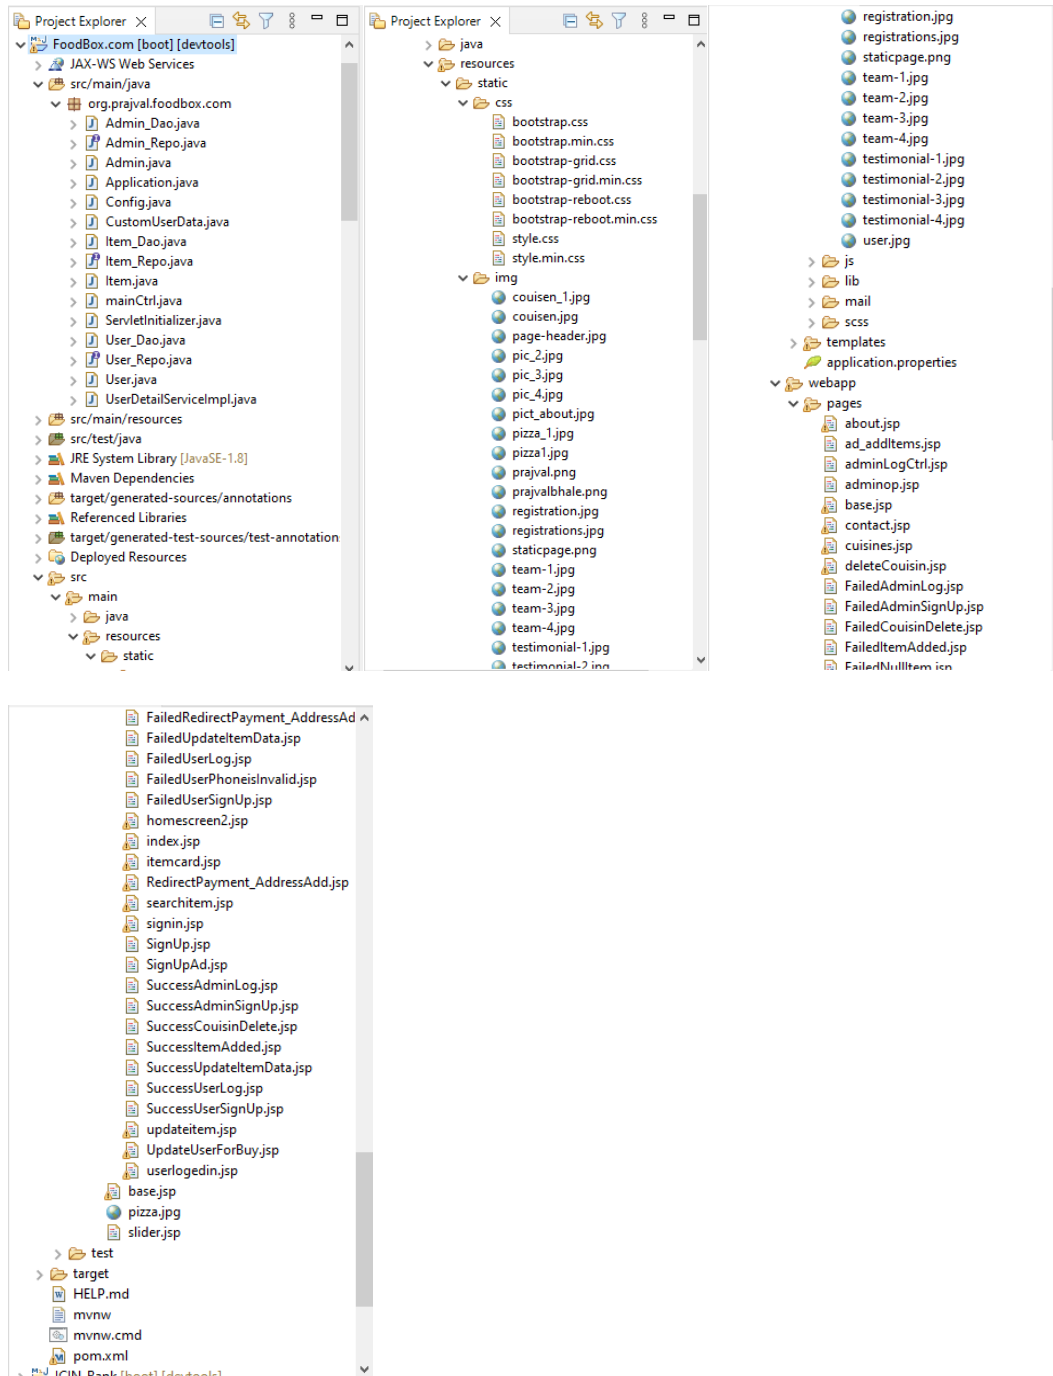 Project Explorer
FoodBox.com [boot] [devtools]
JAX-WS Web Services
src/main/java
org.prajval.foodbox.com
Admin_Dao.java
Admin_Repo.java
Admin.java
Application.java
Config.java
CustomUserData.java
Item_Dao.java
Item_Repo.java
Item.java
mainCtrl.java
ServletInitializer.java
User_Dao.java
User_Repo.java
User.java
UserDetailServiceImpl.java
src/main/resources
src/test/java
JRE System Library [JavaSE-1.8]
Maven Dependencies
target/generated-sources/annotations
Referenced Libraries
target/generated-test-sources/test-annotation
Deployed Resources
src
main
java
resources
static
Project Explorer
java
resources
static
css
bootstrap.css
bootstrap.min.css
bootstrap-grid.css
bootstrap-grid.min.css
bootstrap-reboot.css
bootstrap-reboot.min.css
style.css
style.min.css
img
couisen_1.jpg
couisen.jpg
page-header.jpg
pic_2.jpg
pic_3.jpg
pic_4.jpg
pict_about.jpg
pizza_1.jpg
pizza1.jpg
prajval.png
prajvalbhale.png
registration.jpg
registrations.jpg
staticpage.png
team-1.jpg
team-2.jpg
team-3.jpg
team-4.jpg
testimonial-1.jpg
testimonial-2.jpg
registration.jpg
registrations.jpg
staticpage.png
team-1.jpg
team-2.jpg
team-3.jpg
team-4.jpg
testimonial-1.jpg
testimonial-2.jpg
testimonial-3.jpg
testimonial-4.jpg
user.jpg
js
lib
mail
scss
templates
application.properties
webapp
pages
about.jsp
ad_addItems.jsp
adminLogCtrl.jsp
adminop.jsp
base.jsp
contact.jsp
cuisines.jsp
deleteCouisin.jsp
FailedAdminLog.jsp
FailedAdminSignUp.jsp
FailedCouisinDelete.jsp
FailedItemAdded.jsp
FailedNullItem.jsp
FailedRedirectPayment_AddressAd
FailedUpdateItemData.jsp
FailedUserLog.jsp
FailedUserPhoneisInvalid.jsp
FailedUserSignUp.jsp
homescreen2.jsp
index.jsp
itemcard.jsp
RedirectPayment_AddressAdd.jsp
searchitem.jsp
signin.jsp
SignUp.jsp
SignUpAd.jsp
SuccessAdminLog.jsp
SuccessAdminSignUp.jsp
SuccessCouisinDelete.jsp
SuccessItemAdded.jsp
SuccessUpdateItemData.jsp
SuccessUserLog.jsp
SuccessUserSignUp.jsp
updateitem.jsp
UpdateUserForBuy.jsp
userlogedin.jsp
base.jsp
pizza.jpg
slider.jsp
test
target
HELP.md
mvnw
mvnw.cmd
pom.xml
ICIN-Bank [boot] [devtools]